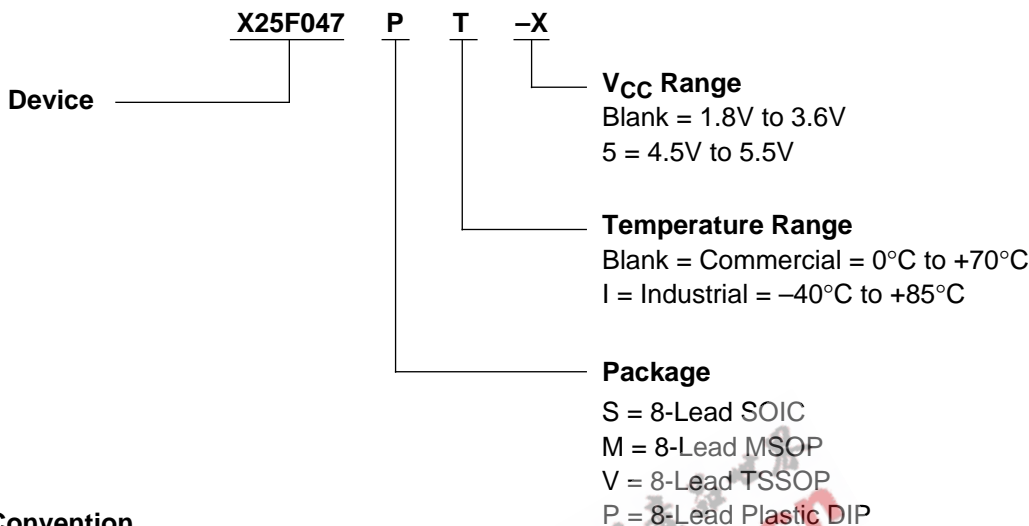 X25F047 P T –X
Device
VCC Range
Blank = 1.8V to 3.6V
5 = 4.5V to 5.5V
Temperature Range
Blank = Commercial = 0°C to +70°C
I = Industrial = –40°C to +85°C
Package
S = 8-Lead SOIC
M = 8-Lead MSOP
V = 8-Lead TSSOP
P = 8-Lead Plastic DIP
Convention